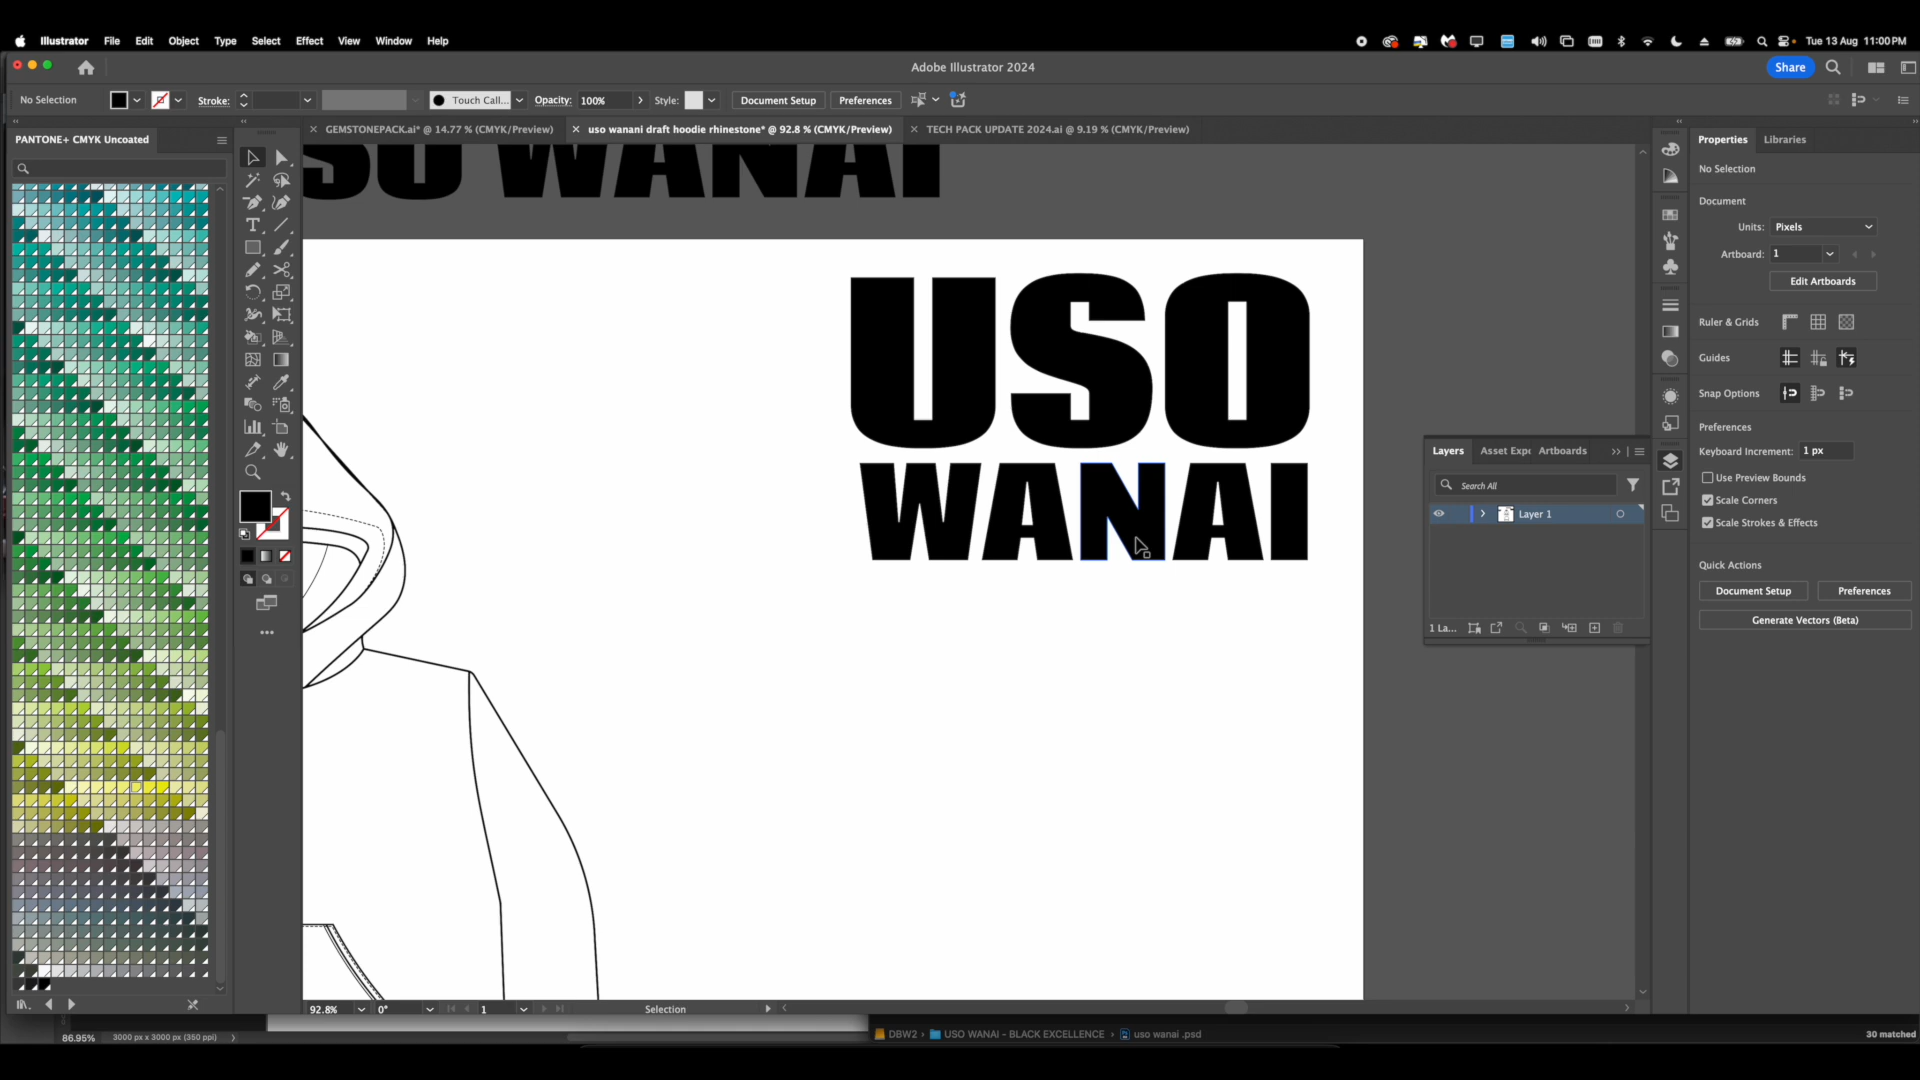 Illustrator File Edit Object Type Select Effect View Window Help
Tue 13 Aug 11:00PM
Adobe Illustrator 2024
Share
No Selection
Stroke:
Touch Call...
Opacity: 100%
Style:
Document Setup
Preferences
PANTONE+ CMYK Uncoated
GEMSTONEPACK.ai* @ 14.77 % (CMYK/Preview)
uso wanani draft hoodie rhinestone* @ 92.8 % (CMYK/Preview)
TECH PACK UPDATE 2024.ai @ 9.19 % (CMYK/Preview)
SO WANAI
USO
WANAI
Layers Asset Expo Artboards
Search All
Layer 1
1 La...
Properties Libraries
No Selection
Document
Units: Pixels
Artboard: 1
Edit Artboards
Ruler & Grids
Guides
Snap Options
Preferences
Keyboard Increment: 1 px
Use Preview Bounds
Scale Corners
Scale Strokes & Effects
Quick Actions
Document Setup Preferences
Generate Vectors (Beta)
92.8% 0° 1 Selection
86.95% 3000 px x 3000 px (350 ppi)
DBW2 › USO WANAI - BLACK EXCELLENCE › uso wanai .psd
30 matched